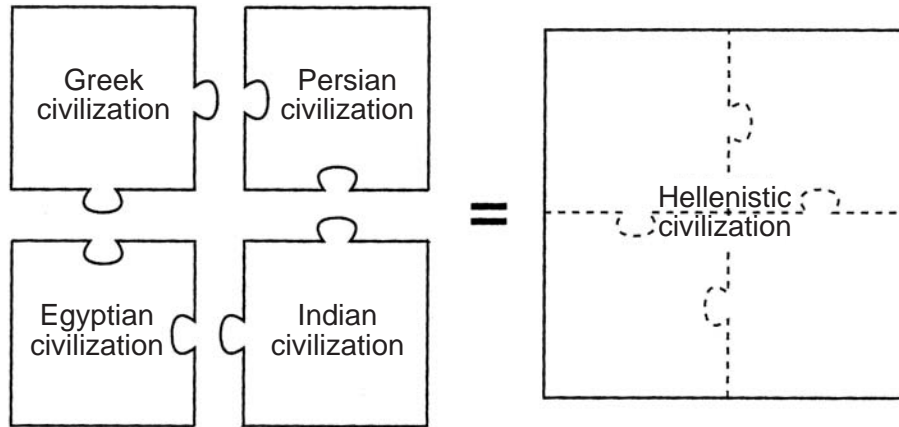 Greek
civilization
Persian
civilization
Egyptian
civilization
Indian
civilization
=
Hellenistic
civilization